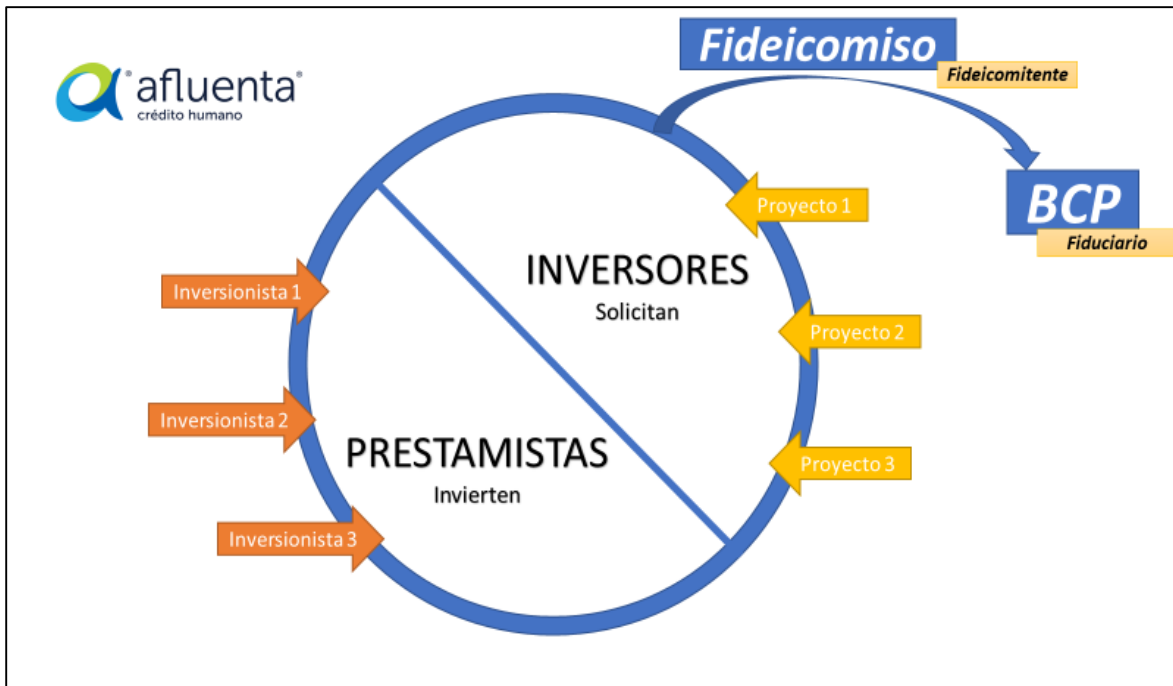 Fideicomiso
Fideicomitente
afluenta®
crédito humano
BCP
Fiduciario
Proyecto 1
INVERSORES
Solicitan
Inversionista 1
Proyecto 2
Inversionista 2
PRESTAMISTAS
Invierten
Proyecto 3
Inversionista 3